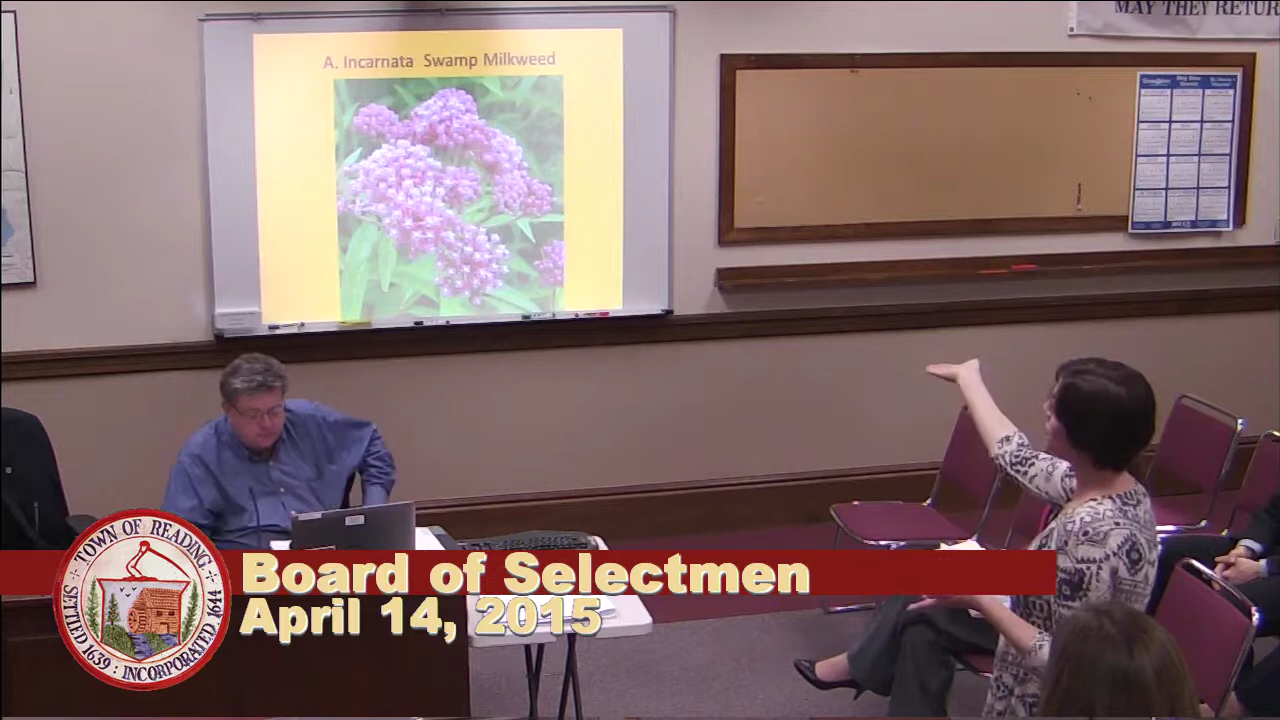 MAY THEY RETUR
A. Incarnata Swamp Milkweed
TOWN OF READING
SETTLED 1639 : INCORPORATED 1644
Board of Selectmen
April 14, 2015